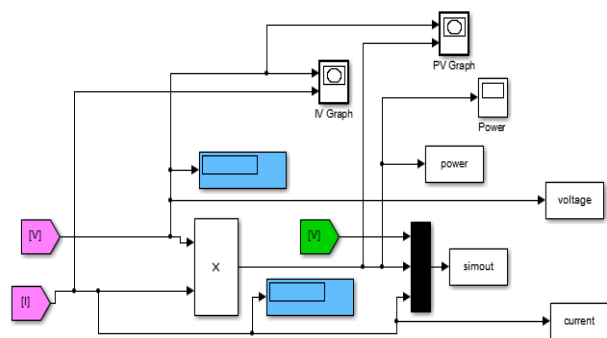 PV Graph
IV Graph
Power
power
voltage
[V]
[V]
X
simout
[I]
current